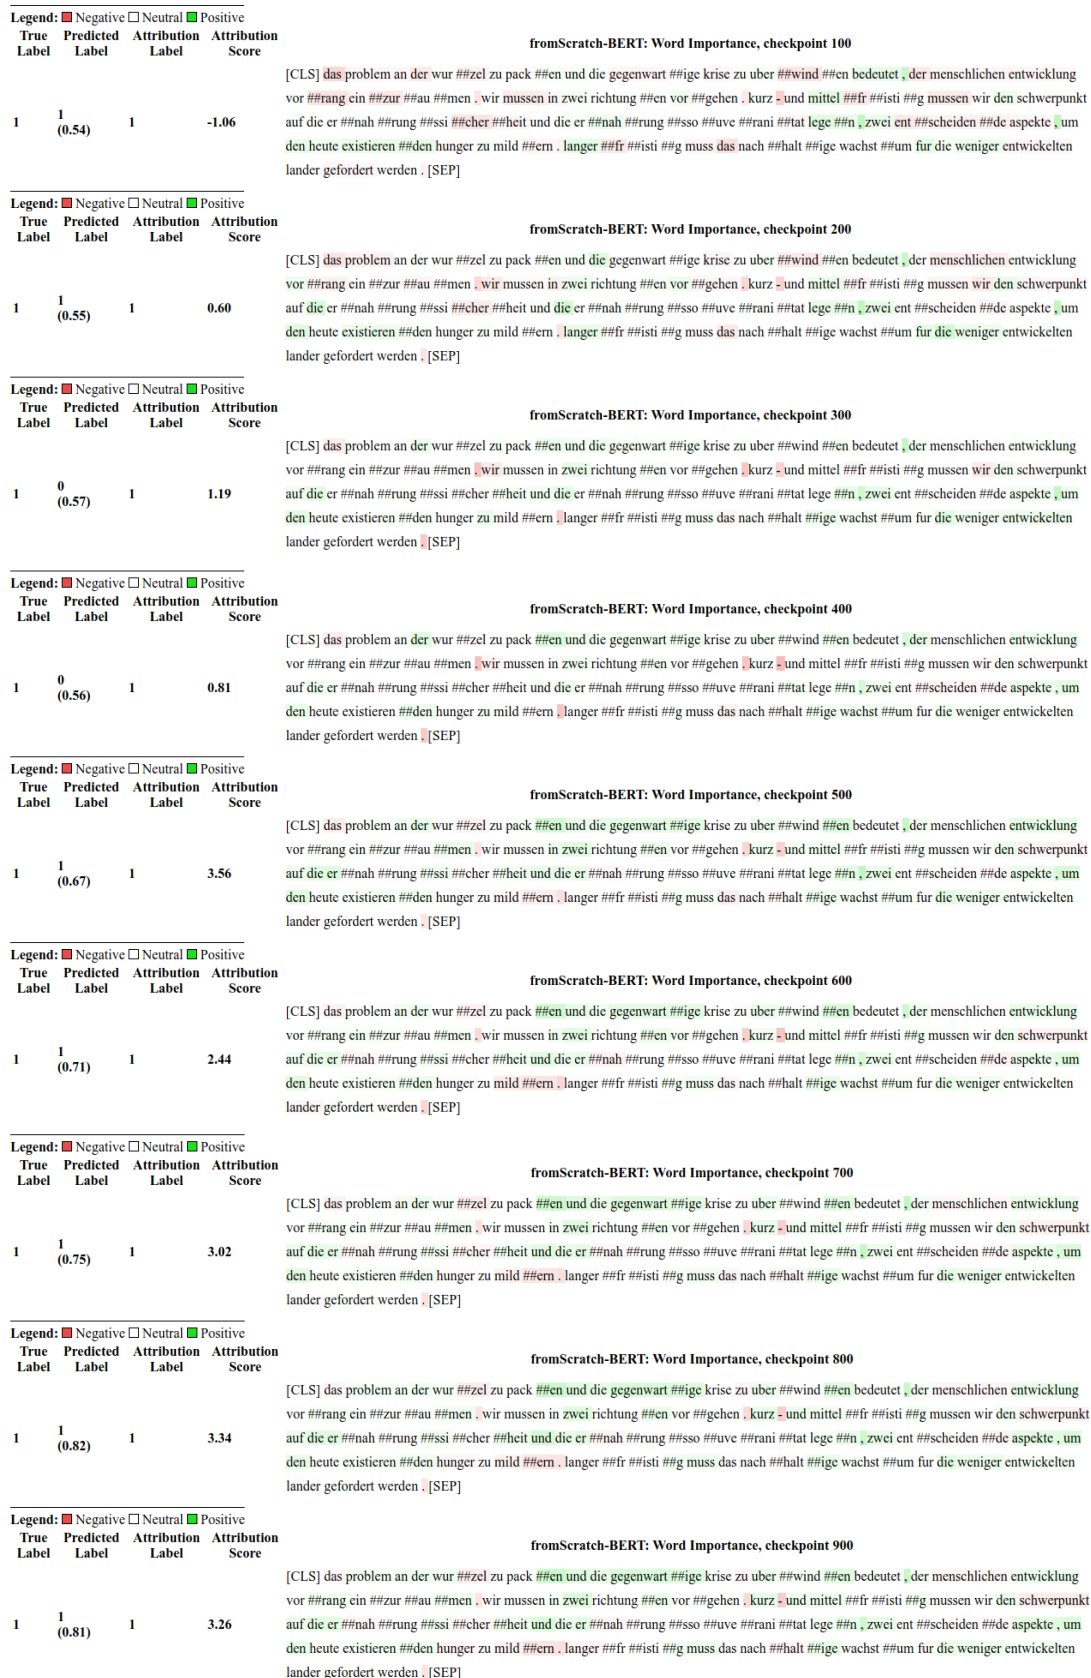 Legend: Negative Neutral Positive
True Label Predicted Label Attribution Label Attribution Score
fromScratch-BERT: Word Importance, checkpoint 100
1 1 (0.54) 1 -1.06
[CLS] das problem an der wur ##zel zu pack ##en und die gegenwart ##ige krise zu uber ##wind ##en bedeutet , der menschlichen entwicklung
vor ##rang ein ##zur ##au ##men . wir mussen in zwei richtung ##en vor ##gehen . kurz - und mittel ##fr ##isti ##g mussen wir den schwerpunkt
auf die er ##nah ##rung ##ssi ##cher ##heit und die er ##nah ##rung ##sso ##uve ##rani ##tat lege ##n , zwei ent ##scheiden ##de aspekte , um
den heute existieren ##den hunger zu mild ##ern . langer ##fr ##isti ##g muss das nach ##halt ##ige wachst ##um fur die weniger entwickelten
lander gefordert werden . [SEP]
Legend: Negative Neutral Positive
True Label Predicted Label Attribution Label Attribution Score
fromScratch-BERT: Word Importance, checkpoint 200
1 1 (0.55) 1 0.60
[CLS] das problem an der wur ##zel zu pack ##en und die gegenwart ##ige krise zu uber ##wind ##en bedeutet , der menschlichen entwicklung
vor ##rang ein ##zur ##au ##men . wir mussen in zwei richtung ##en vor ##gehen . kurz - und mittel ##fr ##isti ##g mussen wir den schwerpunkt
auf die er ##nah ##rung ##ssi ##cher ##heit und die er ##nah ##rung ##sso ##uve ##rani ##tat lege ##n , zwei ent ##scheiden ##de aspekte , um
den heute existieren ##den hunger zu mild ##ern . langer ##fr ##isti ##g muss das nach ##halt ##ige wachst ##um fur die weniger entwickelten
lander gefordert werden . [SEP]
Legend: Negative Neutral Positive
True Label Predicted Label Attribution Label Attribution Score
fromScratch-BERT: Word Importance, checkpoint 300
1 0 (0.57) 1 1.19
[CLS] das problem an der wur ##zel zu pack ##en und die gegenwart ##ige krise zu uber ##wind ##en bedeutet , der menschlichen entwicklung
vor ##rang ein ##zur ##au ##men . wir mussen in zwei richtung ##en vor ##gehen . kurz - und mittel ##fr ##isti ##g mussen wir den schwerpunkt
auf die er ##nah ##rung ##ssi ##cher ##heit und die er ##nah ##rung ##sso ##uve ##rani ##tat lege ##n , zwei ent ##scheiden ##de aspekte , um
den heute existieren ##den hunger zu mild ##ern . langer ##fr ##isti ##g muss das nach ##halt ##ige wachst ##um fur die weniger entwickelten
lander gefordert werden . [SEP]
Legend: Negative Neutral Positive
True Label Predicted Label Attribution Label Attribution Score
fromScratch-BERT: Word Importance, checkpoint 400
1 0 (0.56) 1 0.81
[CLS] das problem an der wur ##zel zu pack ##en und die gegenwart ##ige krise zu uber ##wind ##en bedeutet , der menschlichen entwicklung
vor ##rang ein ##zur ##au ##men . wir mussen in zwei richtung ##en vor ##gehen . kurz - und mittel ##fr ##isti ##g mussen wir den schwerpunkt
auf die er ##nah ##rung ##ssi ##cher ##heit und die er ##nah ##rung ##sso ##uve ##rani ##tat lege ##n , zwei ent ##scheiden ##de aspekte , um
den heute existieren ##den hunger zu mild ##ern . langer ##fr ##isti ##g muss das nach ##halt ##ige wachst ##um fur die weniger entwickelten
lander gefordert werden . [SEP]
Legend: Negative Neutral Positive
True Label Predicted Label Attribution Label Attribution Score
fromScratch-BERT: Word Importance, checkpoint 500
1 1 (0.67) 1 3.56
[CLS] das problem an der wur ##zel zu pack ##en und die gegenwart ##ige krise zu uber ##wind ##en bedeutet , der menschlichen entwicklung
vor ##rang ein ##zur ##au ##men . wir mussen in zwei richtung ##en vor ##gehen . kurz - und mittel ##fr ##isti ##g mussen wir den schwerpunkt
auf die er ##nah ##rung ##ssi ##cher ##heit und die er ##nah ##rung ##sso ##uve ##rani ##tat lege ##n , zwei ent ##scheiden ##de aspekte , um
den heute existieren ##den hunger zu mild ##ern . langer ##fr ##isti ##g muss das nach ##halt ##ige wachst ##um fur die weniger entwickelten
lander gefordert werden . [SEP]
Legend: Negative Neutral Positive
True Label Predicted Label Attribution Label Attribution Score
fromScratch-BERT: Word Importance, checkpoint 600
1 1 (0.71) 1 2.44
[CLS] das problem an der wur ##zel zu pack ##en und die gegenwart ##ige krise zu uber ##wind ##en bedeutet , der menschlichen entwicklung
vor ##rang ein ##zur ##au ##men . wir mussen in zwei richtung ##en vor ##gehen . kurz - und mittel ##fr ##isti ##g mussen wir den schwerpunkt
auf die er ##nah ##rung ##ssi ##cher ##heit und die er ##nah ##rung ##sso ##uve ##rani ##tat lege ##n , zwei ent ##scheiden ##de aspekte , um
den heute existieren ##den hunger zu mild ##ern . langer ##fr ##isti ##g muss das nach ##halt ##ige wachst ##um fur die weniger entwickelten
lander gefordert werden . [SEP]
Legend: Negative Neutral Positive
True Label Predicted Label Attribution Label Attribution Score
fromScratch-BERT: Word Importance, checkpoint 700
1 1 (0.75) 1 3.02
[CLS] das problem an der wur ##zel zu pack ##en und die gegenwart ##ige krise zu uber ##wind ##en bedeutet , der menschlichen entwicklung
vor ##rang ein ##zur ##au ##men . wir mussen in zwei richtung ##en vor ##gehen . kurz - und mittel ##fr ##isti ##g mussen wir den schwerpunkt
auf die er ##nah ##rung ##ssi ##cher ##heit und die er ##nah ##rung ##sso ##uve ##rani ##tat lege ##n , zwei ent ##scheiden ##de aspekte , um
den heute existieren ##den hunger zu mild ##ern . langer ##fr ##isti ##g muss das nach ##halt ##ige wachst ##um fur die weniger entwickelten
lander gefordert werden . [SEP]
Legend: Negative Neutral Positive
True Label Predicted Label Attribution Label Attribution Score
fromScratch-BERT: Word Importance, checkpoint 800
1 1 (0.82) 1 3.34
[CLS] das problem an der wur ##zel zu pack ##en und die gegenwart ##ige krise zu uber ##wind ##en bedeutet , der menschlichen entwicklung
vor ##rang ein ##zur ##au ##men . wir mussen in zwei richtung ##en vor ##gehen . kurz - und mittel ##fr ##isti ##g mussen wir den schwerpunkt
auf die er ##nah ##rung ##ssi ##cher ##heit und die er ##nah ##rung ##sso ##uve ##rani ##tat lege ##n , zwei ent ##scheiden ##de aspekte , um
den heute existieren ##den hunger zu mild ##ern . langer ##fr ##isti ##g muss das nach ##halt ##ige wachst ##um fur die weniger entwickelten
lander gefordert werden . [SEP]
Legend: Negative Neutral Positive
True Label Predicted Label Attribution Label Attribution Score
fromScratch-BERT: Word Importance, checkpoint 900
1 1 (0.81) 1 3.26
[CLS] das problem an der wur ##zel zu pack ##en und die gegenwart ##ige krise zu uber ##wind ##en bedeutet , der menschlichen entwicklung
vor ##rang ein ##zur ##au ##men . wir mussen in zwei richtung ##en vor ##gehen . kurz - und mittel ##fr ##isti ##g mussen wir den schwerpunkt
auf die er ##nah ##rung ##ssi ##cher ##heit und die er ##nah ##rung ##sso ##uve ##rani ##tat lege ##n , zwei ent ##scheiden ##de aspekte , um
den heute existieren ##den hunger zu mild ##ern . langer ##fr ##isti ##g muss das nach ##halt ##ige wachst ##um fur die weniger entwickelten
lander gefordert werden . [SEP]